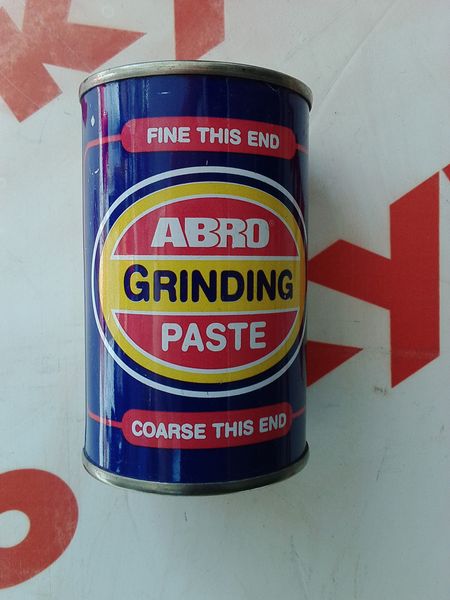 FINE THIS END
ABRO®
GRINDING
PASTE
COARSE THIS END